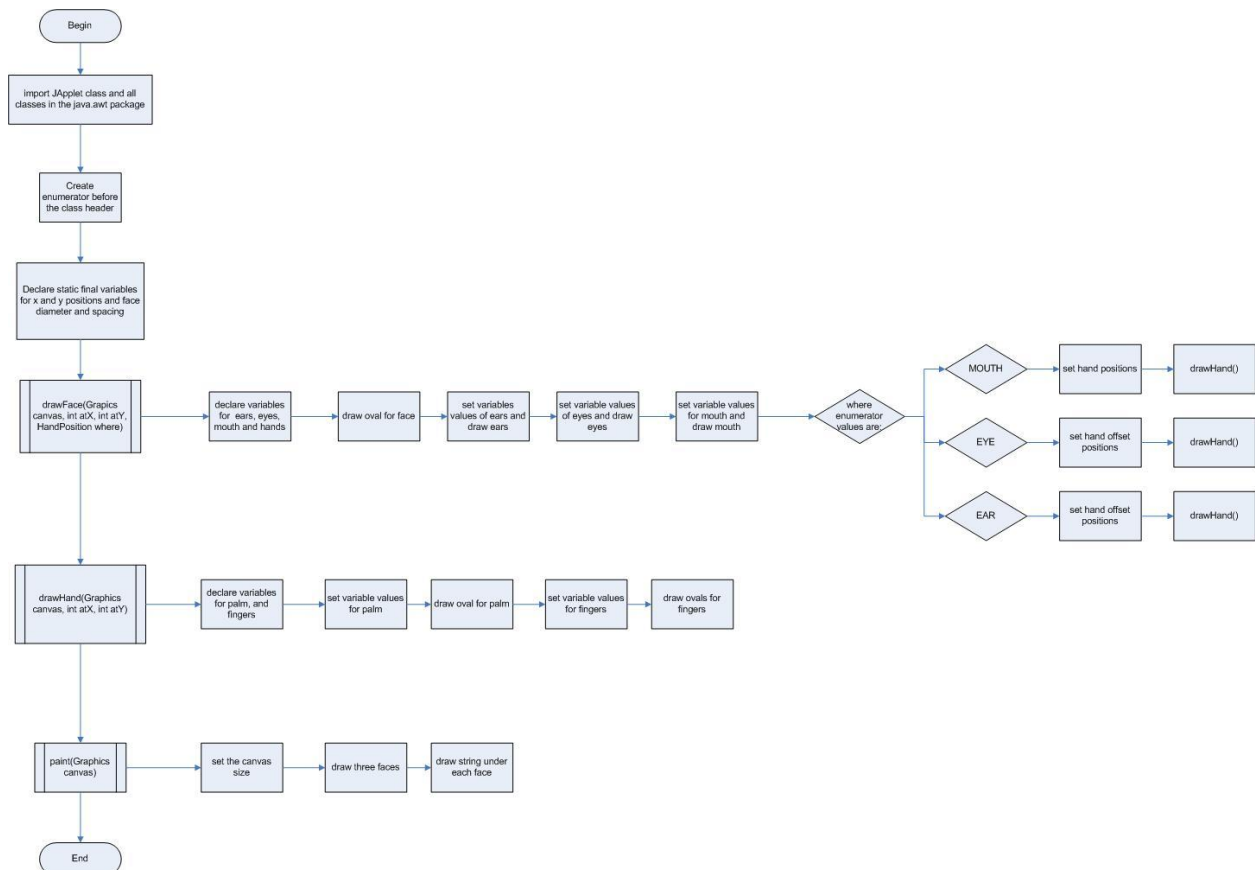 Begin
import JApplet class and all
classes in the java.awt package
Create
enumerator before
the class header
Declare static final variables
for x and y positions and face
diameter and spacing
drawFace(Grapics
canvas, int atX, int atY,
HandPosition where)
declare variables
for ears, eyes,
mouth and hands
draw oval for face
set variables
values of ears and
draw ears
set variable values
of eyes and draw
eyes
set variable values
for mouth and
draw mouth
where
enumerator
values are:
MOUTH
set hand positions
drawHand()
EYE
set hand offset
positions
drawHand()
EAR
set hand offset
positions
drawHand()
drawHand(Graphics
canvas, int atX, int atY)
declare variables
for palm, and
fingers
set variable values
for palm
draw oval for palm
set variable values
for fingers
draw ovals for
fingers
paint(Graphics
canvas)
set the canvas
size
draw three faces
draw string under
each face
End